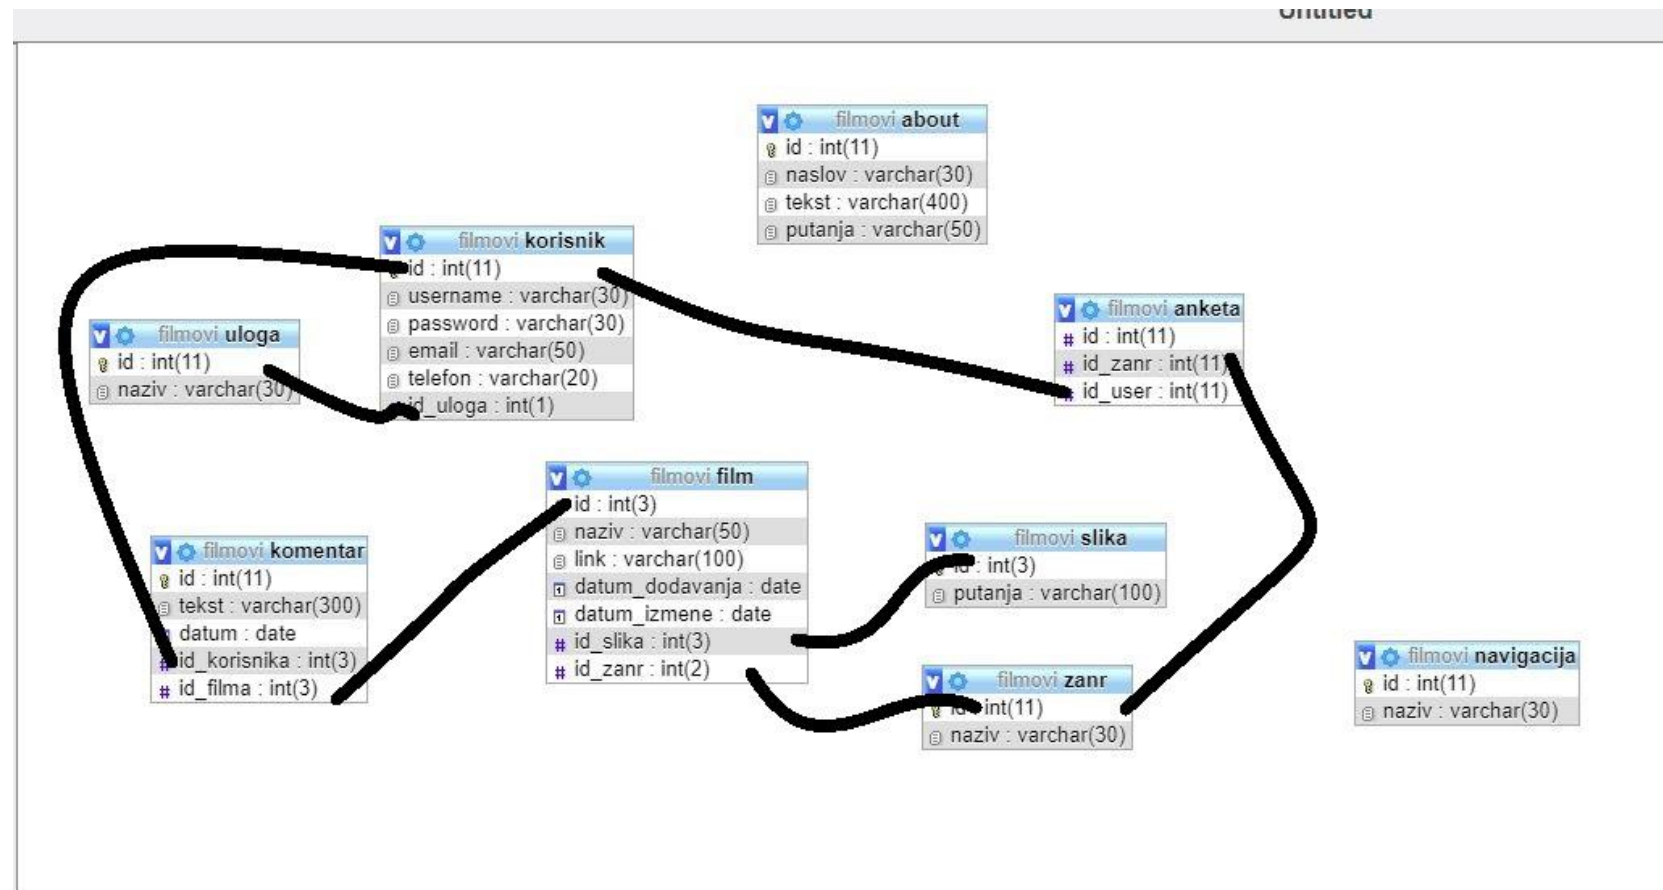 Untitled
filmovi about
id : int(11)
naslov : varchar(30)
tekst : varchar(400)
putanja : varchar(50)
filmovi korisnik
id : int(11)
username : varchar(30)
password : varchar(30)
email : varchar(50)
telefon : varchar(20)
id_uloga : int(1)
filmovi anketa
id : int(11)
id_zanr : int(11)
id_user : int(11)
filmovi uloga
id : int(11)
naziv : varchar(30)
filmovi film
id : int(3)
naziv : varchar(50)
link : varchar(100)
datum_dodavanja : date
datum_izmene : date
id_slika : int(3)
id_zanr : int(2)
filmovi slika
id : int(3)
putanja : varchar(100)
filmovi komentar
id : int(11)
tekst : varchar(300)
datum : date
id_korisnika : int(3)
id_filma : int(3)
filmovi zanr
id : int(11)
naziv : varchar(30)
filmovi navigacija
id : int(11)
naziv : varchar(30)